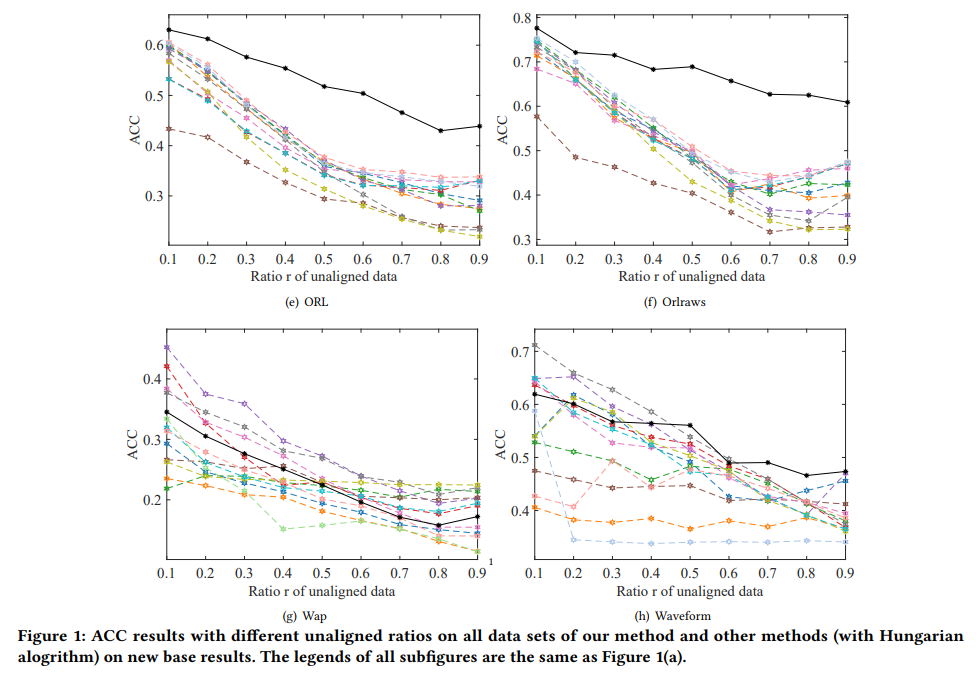 0.6
0.5
0.4
0.3
ACC
0.1 0.2 0.3 0.4 0.5 0.6 0.7 0.8 0.9
Ratio r of unaligned data
(e) ORL
0.8
0.7
0.6
0.5
0.4
0.3
ACC
0.1 0.2 0.3 0.4 0.5 0.6 0.7 0.8 0.9
Ratio r of unaligned data
(f) Orlraws
0.4
0.3
0.2
ACC
0.1 0.2 0.3 0.4 0.5 0.6 0.7 0.8 0.9
1
Ratio r of unaligned data
(g) Wap
0.7
0.6
0.5
0.4
ACC
0.1 0.2 0.3 0.4 0.5 0.6 0.7 0.8 0.9
Ratio r of unaligned data
(h) Waveform
Figure 1: ACC results with different unaligned ratios on all data sets of our method and other methods (with Hungarian
alogrithm) on new base results. The legends of all subfigures are the same as Figure 1(a).